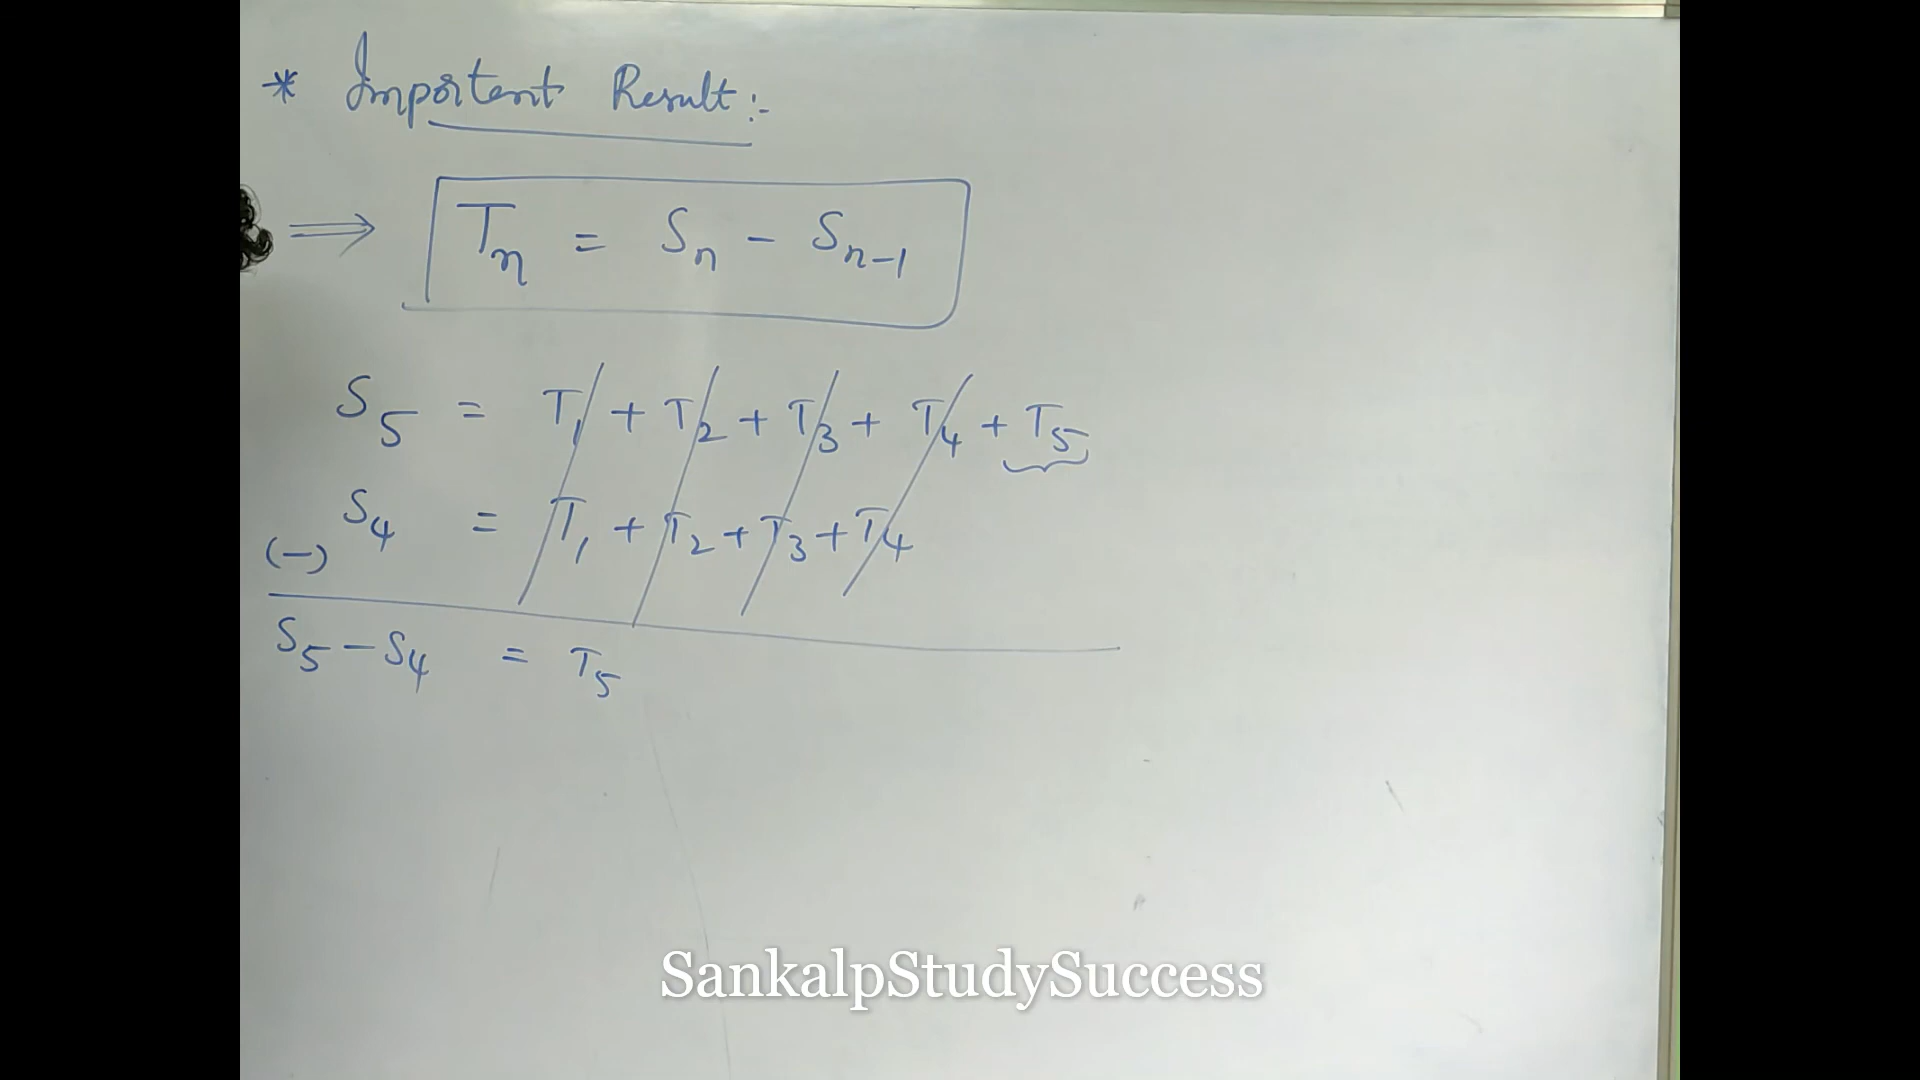 * Important Result:-
⟹ Tn = Sn - Sn-1
S5 = T1 + T2 + T3 + T4 + T5
(-) S4 = T1 + T2 + T3 + T4
S5 - S4 = T5
SankalpStudySuccess